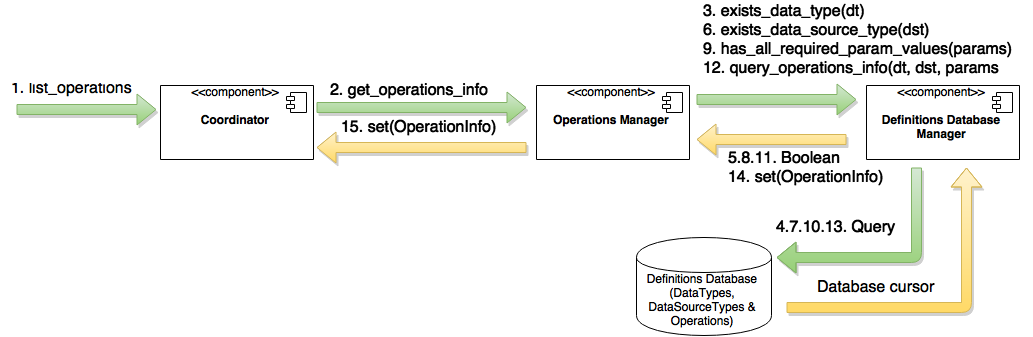 3. exists_data_type(dt)
6. exists_data_source_type(dst)
9. has_all_required_param_values(params)
12. query_operations_info(dt, dst, params
1. list_operations
<<component>>
Coordinator
2. get_operations_info
15. set(OperationInfo)
<<component>>
Operations Manager
<<component>>
Definitions Database
Manager
5.8.11. Boolean
14. set(OperationInfo)
4.7.10.13. Query
Definitions Database
(DataTypes,
DataSourceTypes &
Operations)
Database cursor